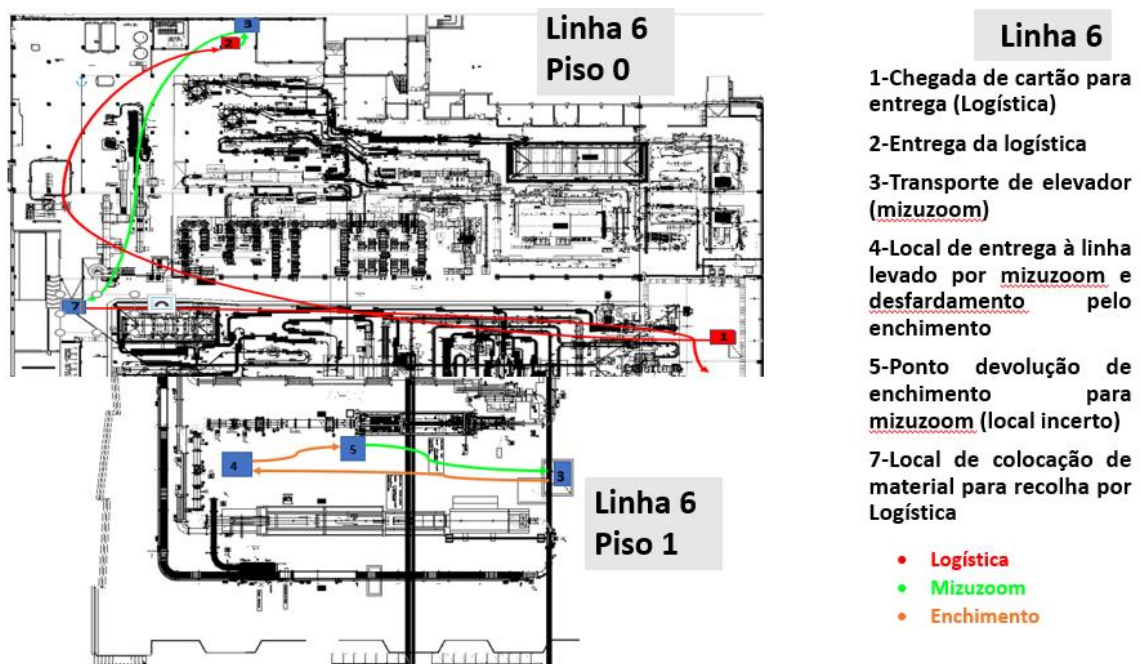 3
2
Linha 6
Piso 0
7
1
4
5
3
Linha 6
Piso 1
Linha 6
1-Chegada de cartão para
entrega (Logística)
2-Entrega da logística
3-Transporte de elevador
(mizuzoom)
4-Local de entrega à linha
levado por mizuzoom e
desfardamento pelo
enchimento
5-Ponto devolução de
enchimento para
mizuzoom (local incerto)
7-Local de colocação de
material para recolha por
Logística
• Logística
• Mizuzoom
• Enchimento